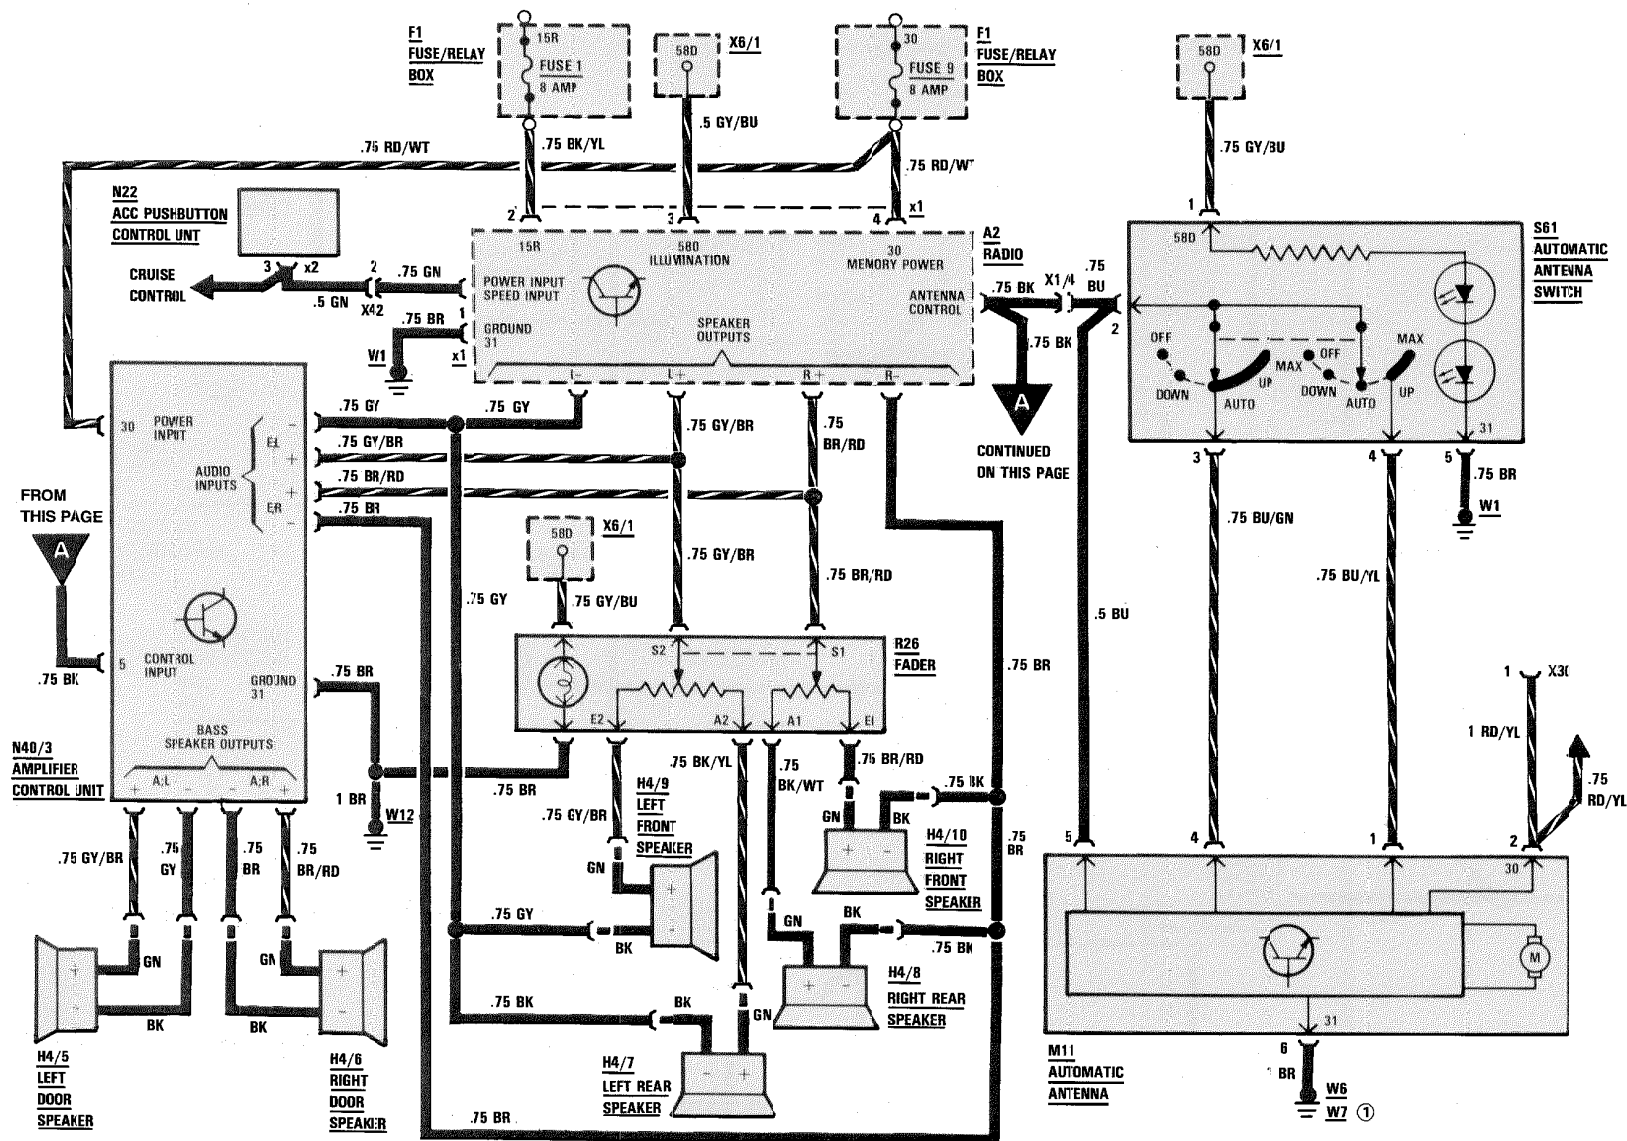 F1
FUSE/RELAY
BOX
15R
FUSE 1
8 AMP
58D
X6/1
30
FUSE 9
8 AMP
F1
FUSE/RELAY
BOX
58D
X6/1
.5 GY/BU
.75 RD/WT
.75 BK/YL
.75 RD/WT
.75 GY/BU
N22
ACC PUSHBUTTON
CONTROL UNT
2
3
4
x1
1
15R
58D
ILLUMINATION
30
MEMORY POWER
A2
RADIO
58D
S61
AUTOMATIC
ANTENNA
SWITCH
CRUISE
CONTROL
3
x2
2
.75 GN
.5 GN
X42
POWER INPUT
SPEED INPUT
ANTENNA
CONTROL
.75 BK
X1/4
.75
BU
2
.75 BR
1
GROUND
31
x1
W1
SPEAKER
OUTPUTS
.75 BK
OFF
DOWN
AUTO
UP
MAX
OFF
DOWN
AUTO
UP
MAX
L-
L+
R+
R-
A
CONTINUED
ON THIS PAGE
31
3
4
5
.75 BR
W1
30
POWER
INPUT
AUDIO
INPUTS
EL
-
+
ER
+
-
.75 GY
.75 GY
.75 GY/BR
.75 GY/BR
.75
BR/RD
.75 BR/RD
.75 BR
FROM
THIS PAGE
A
X6/1
58D
.75 GY/BR
.75 BR/RD
.75 BU/GN
.75 BU/YL
.75 GY
.75 GY/BU
.5 BU
5
CONTROL
INPUT
GROUND
31
.75 BK
.75 BR
S2
S1
R26
FADER
.75 BR
E2
A2
A1
E1
1
X30
1 RD/YL
.75
RD/YL
BASS
SPEAKER OUTPUTS
A:L
A:R
+
-
-
+
N40/3
AMPLIFIER
CONTROL UNIT
.75 BR
1 BR
W12
.75 BK/YL
.75
BK/WT
.75 BR/RD
.75 BK
.75 GY/BR
H4/9
LEFT
FRONT
SPEAKER
GN
BK
H4/10
RIGHT
FRONT
SPEAKER
+
-
.75
BR
5
4
1
2
30
.75 GY/BR
.75
GY
.75
BR
.75
BR/RD
GN
+
-
.75 GY
BK
GN
BK
.75 BK
H4/8
RIGHT REAR
SPEAKER
+
-
M
GN
BK
+
-
GN
BK
+
-
.75 BK
BK
GN
31
H4/5
LEFT
DOOR
SPEAKER
H4/6
RIGHT
DOOR
SPEAKER
H4/7
LEFT REAR
SPEAKER
-
+
M11
AUTOMATIC
ANTENNA
6
1 BR
W6
W7 ①
.75 BR